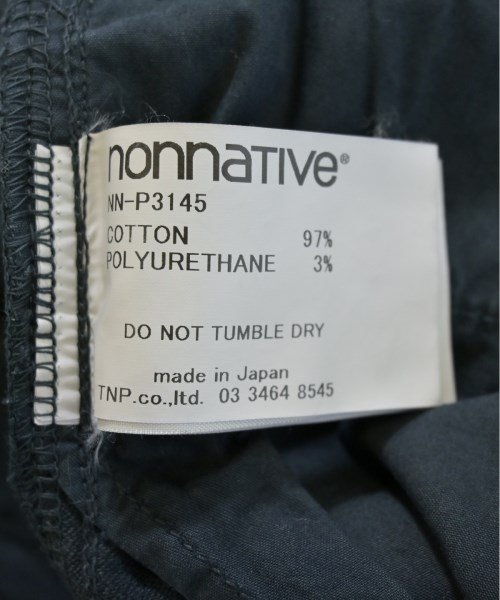 nonnative®
NN-P3145
COTTON 97%
POLYURETHANE 3%
DO NOT TUMBLE DRY
made in Japan
TNP.co.,ltd. 03 3464 8545